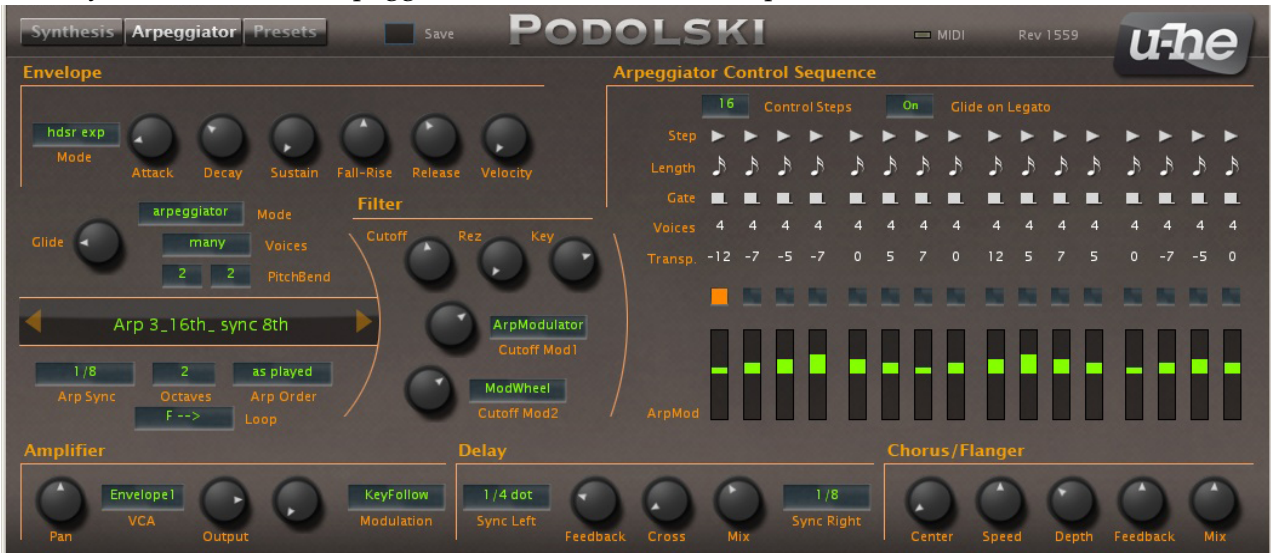 Synthesis Arpeggiator Presets Save PODOLSKI MIDI Rev 1559 u-he
Envelope
hdsr exp
Mode
Attack Decay Sustain Fall-Rise Release Velocity
Glide
arpeggiator Mode
many Voices
2 2 PitchBend
Arp 3_16th_ sync 8th
1/8 2 as played
Arp Sync Octaves Arp Order
F --> Loop
Filter
Cutoff Rez Key
ArpModulator
Cutoff Mod1
ModWheel
Cutoff Mod2
Arpeggiator Control Sequence
16 Control Steps On Glide on Legato
Step
Length
Gate
Voices 4 4 4 4 4 4 4 4 4 4 4 4 4 4 4 4
Transp. -12 -7 -5 -7 0 5 7 0 12 5 7 5 0 -7 -5 0
ArpMod
Amplifier
Envelope1 KeyFollow
VCA Modulation
Pan Output
Delay
1/4 dot 1/8
Sync Left Sync Right
Feedback Cross Mix
Chorus/Flanger
Center Speed Depth Feedback Mix